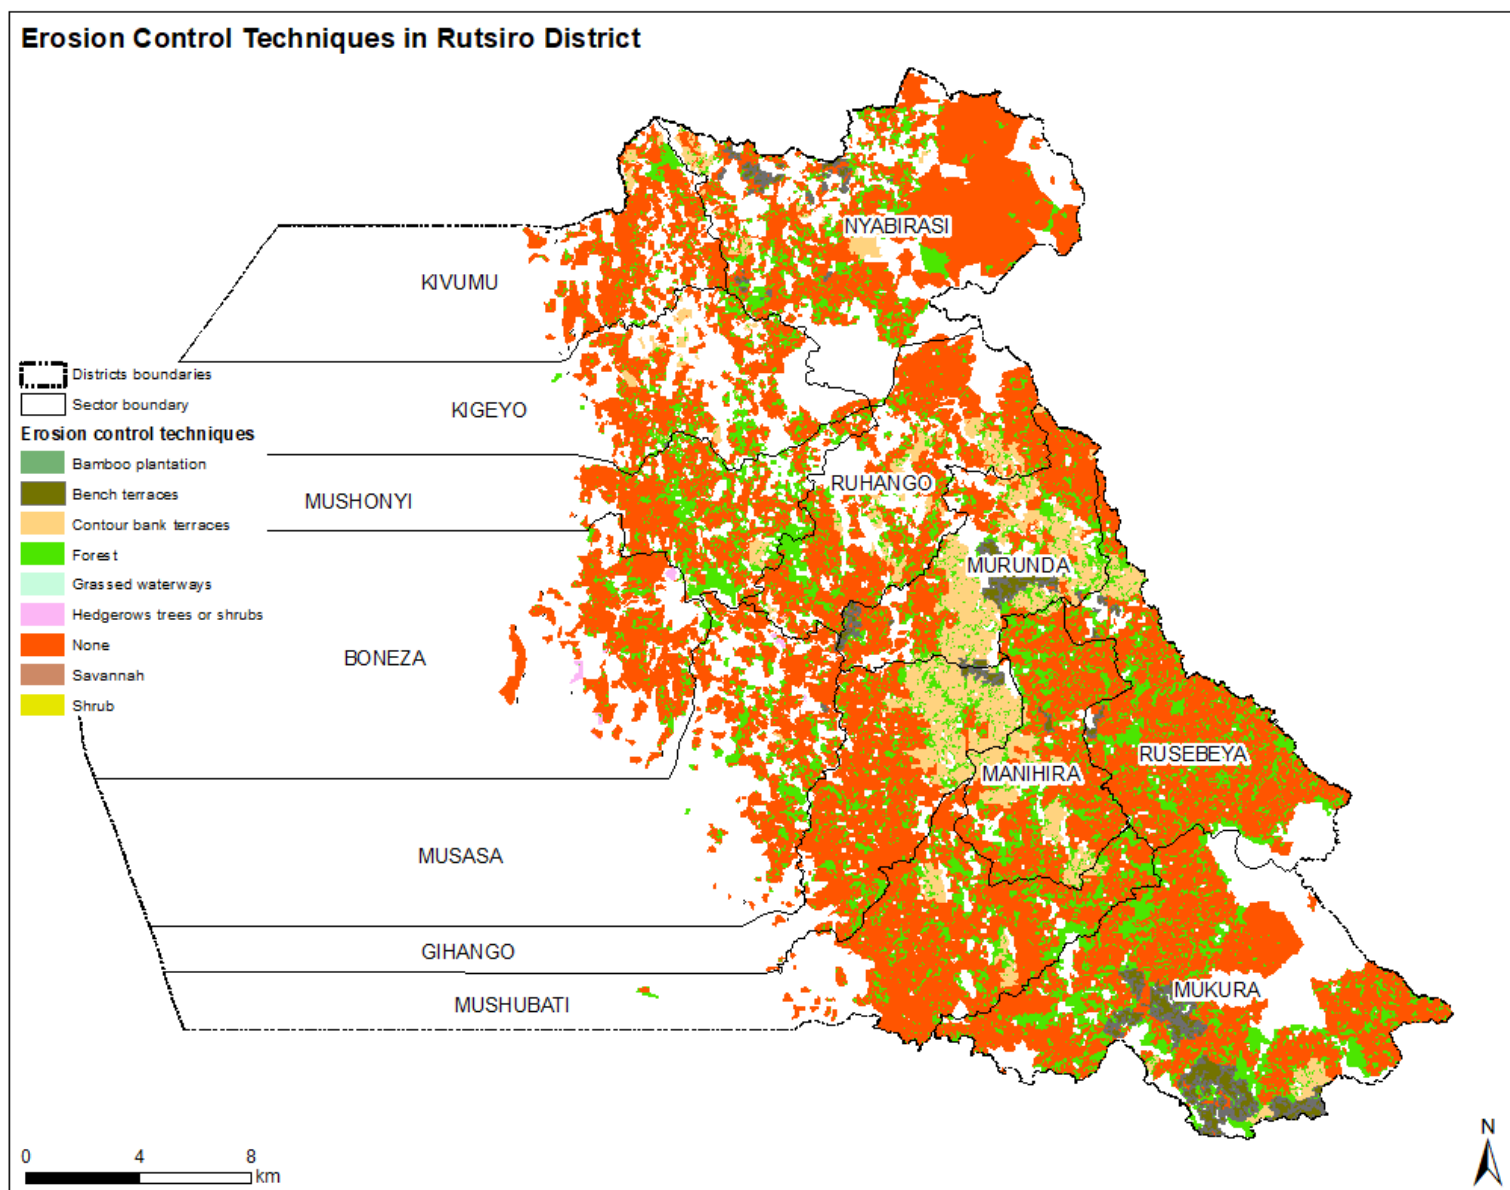 Erosion Control Techniques in Rutsiro District
NYABIRASI
KIVUMU
Districts boundaries
Sector boundary
KIGEYO
Erosion control techniques
Bamboo plantation
Bench terraces
Contour bank terraces
Forest
Grassed waterways
Hedgerows trees or shrubs
None
Savannah
Shrub
RUHANGO
MUSHONYI
MURUNDA
BONEZA
RUSEBEYA
MANIHIRA
MUSASA
GIHANGO
MUKURA
MUSHUBATI
0 4 8
km
N